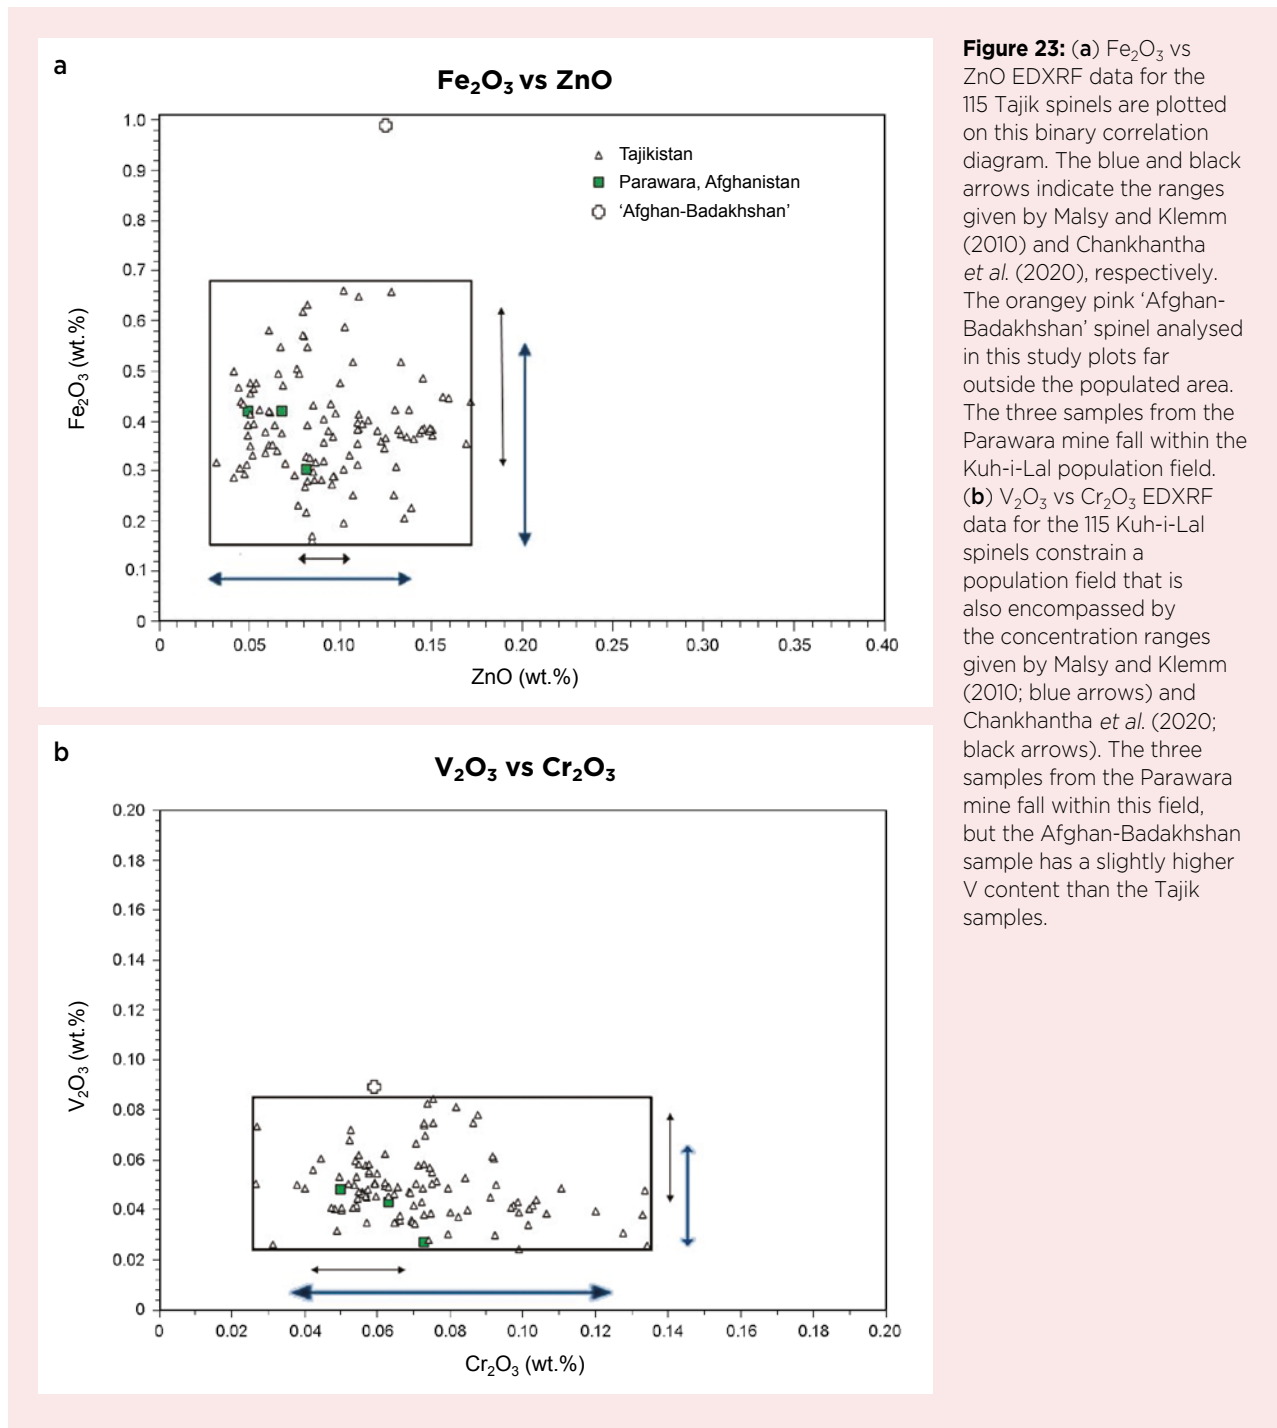 a
Fe₂O₃ vs ZnO
1.0
0.9
0.8
0.7
0.6
0.5
0.4
0.3
0.2
0.1
0
Fe₂O₃ (wt.%)
Tajikistan
Parawara, Afghanistan
'Afghan-Badakhshan'
0 0.05 0.10 0.15 0.20 0.25 0.30 0.35 0.40
ZnO (wt.%)
b
V₂O₃ vs Cr₂O₃
0.20
0.18
0.16
0.14
0.12
0.10
0.08
0.06
0.04
0.02
0
V₂O₃ (wt.%)
0 0.02 0.04 0.06 0.08 0.10 0.12 0.14 0.16 0.18 0.20
Cr₂O₃ (wt.%)
Figure 23: (a) Fe₂O₃ vs
ZnO EDXRF data for the
115 Tajik spinels are plotted
on this binary correlation
diagram. The blue and black
arrows indicate the ranges
given by Malsy and Klemm
(2010) and Chankhantha
et al. (2020), respectively.
The orangey pink 'Afghan-
Badakhshan' spinel analysed
in this study plots far
outside the populated area.
The three samples from the
Parawara mine fall within the
Kuh-i-Lal population field.
(b) V₂O₃ vs Cr₂O₃ EDXRF
data for the 115 Kuh-i-Lal
spinels constrain a
population field that is
also encompassed by
the concentration ranges
given by Malsy and Klemm
(2010; blue arrows) and
Chankhantha et al. (2020;
black arrows). The three
samples from the Parawara
mine fall within this field,
but the Afghan-Badakhshan
sample has a slightly higher
V content than the Tajik
samples.